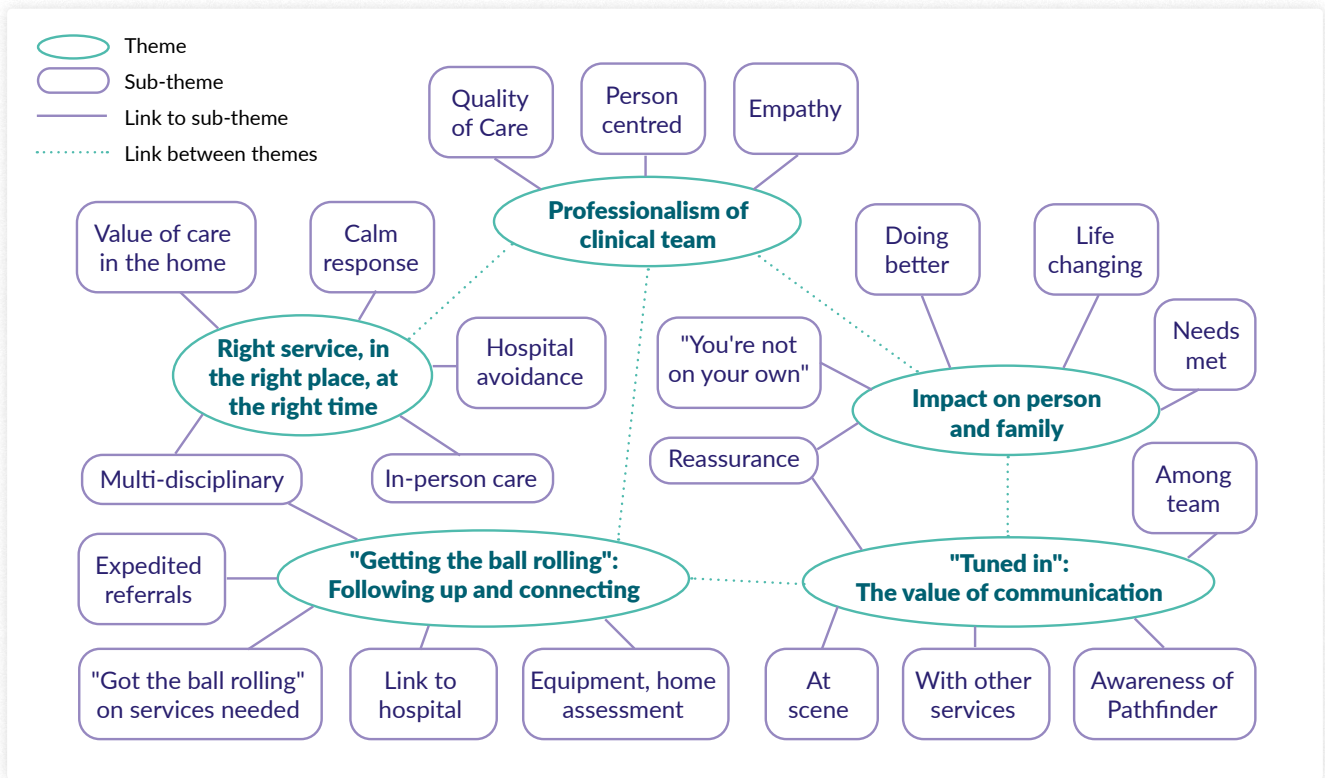 Theme
Sub-theme
Link to sub-theme
Link between themes
Quality
of Care
Person
centred
Empathy
Professionalism of
clinical team
Value of care
in the home
Calm
response
Doing
better
Life
changing
Right service, in
the right place, at
the right time
Hospital
avoidance
"You're not
on your own"
Needs
met
Impact on person
and family
Reassurance
Multi-disciplinary
In-person care
Among
team
Expedited
referrals
"Getting the ball rolling":
Following up and connecting
"Tuned in":
The value of communication
"Got the ball rolling"
on services needed
Link to
hospital
Equipment, home
assessment
At
scene
With other
services
Awareness of
Pathfinder